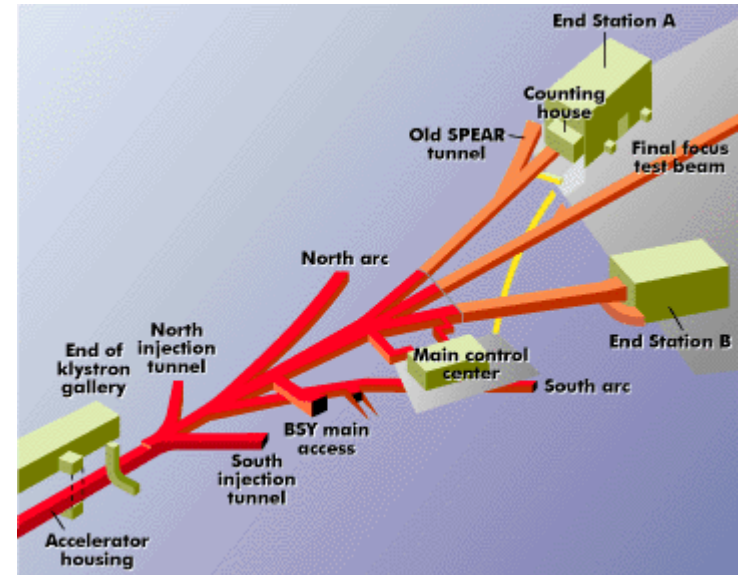 End Station A
Counting
house
Old SPEAR
tunnel
Final focus
test beam
North arc
North
injection
tunnel
End of
klystron
gallery
Main control
center
End Station B
South arc
BSY main
access
South
injection
tunnel
Accelerator
housing